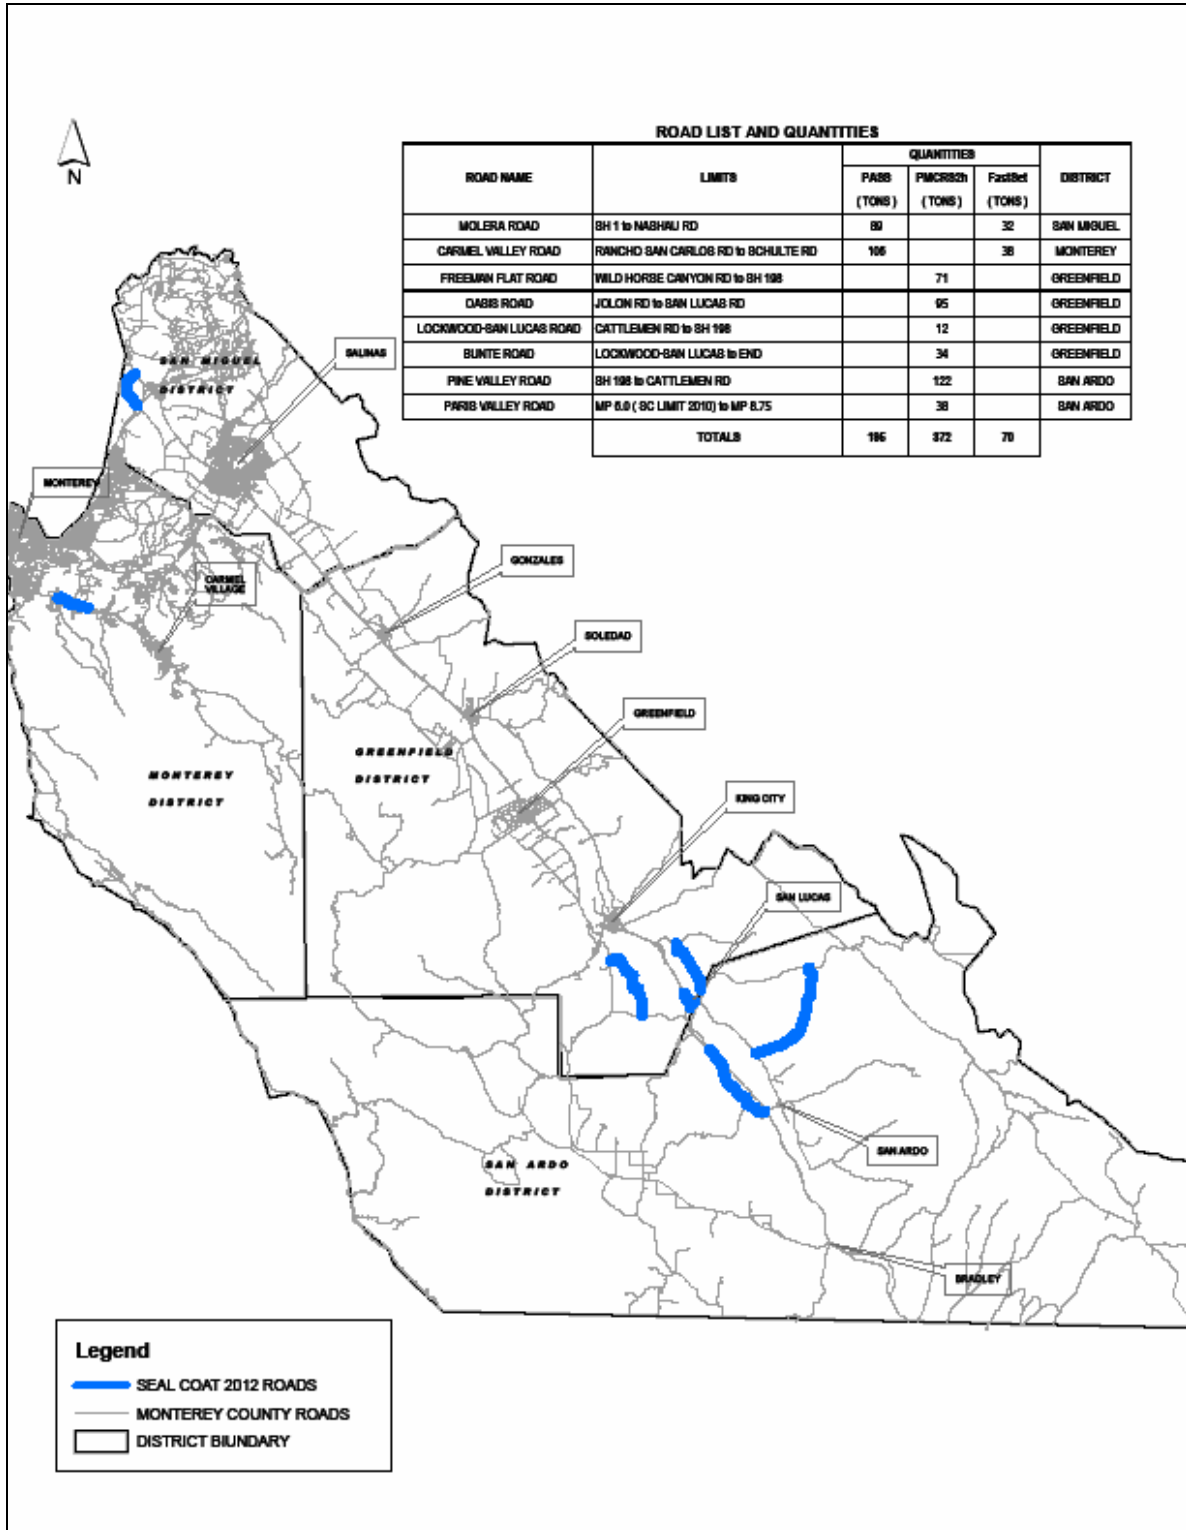 N
ROAD LIST AND QUANTITIES
ROAD NAME LIMITS QUANTITIES DISTRICT
PASS PMCRS2h FastSet
(TONS) (TONS) (TONS)
MOLERA ROAD SH 1 to NASHAU RD 89 32 SAN MIGUEL
CARMEL VALLEY ROAD RANCHO SAN CARLOS RD to SCHULTE RD 106 38 MONTEREY
FREEMAN FLAT ROAD WILD HORSE CANYON RD to SH 198 71 GREENFIELD
OASIS ROAD JOLON RD to SAN LUCAS RD 95 GREENFIELD
LOCKWOOD-SAN LUCAS ROAD CATTLEMEN RD to SH 198 12 GREENFIELD
BUNTE ROAD LOCKWOOD-SAN LUCAS to END 34 GREENFIELD
PINE VALLEY ROAD SH 198 to CATTLEMEN RD 122 SAN ARDO
PARIS VALLEY ROAD MP 6.0 ( SC LIMIT 2010) to MP 8.75 38 SAN ARDO
TOTALS 195 372 70
SALINAS
SAN MIGUEL
DISTRICT
MONTEREY
GONZALES
CARMEL
VILLAGE
SOLEDAD
GREENFIELD
GREENFIELD
DISTRICT
MONTEREY
DISTRICT
KING CITY
SAN LUCAS
SAN ARDO
SAN ARDO
DISTRICT
BRADLEY
Legend
SEAL COAT 2012 ROADS
MONTEREY COUNTY ROADS
DISTRICT BIUNDARY